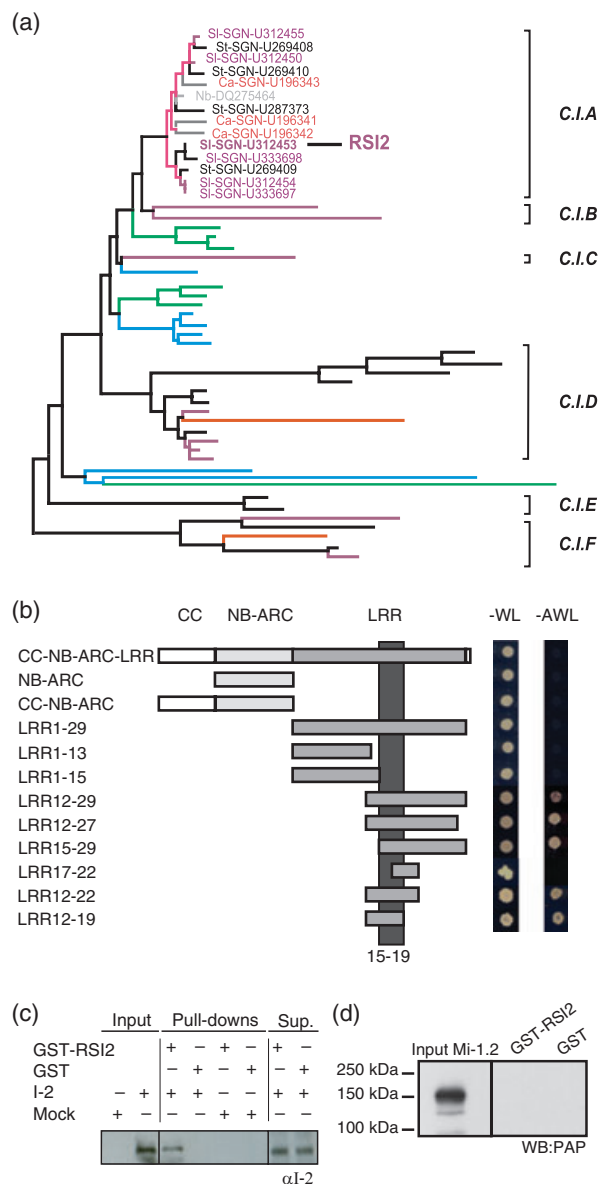 (a)
Sl-SGN-U312455
St-SGN-U269408
Sl-SGN-U312450
St-SGN-U269410
Ca-SGN-U196343
Nb-DQ275464
St-SGN-U287373
Ca-SGN-U196341
Ca-SGN-U196342
Sl-SGN-U312453 RSI2
Sl-SGN-U333698
St-SGN-U269409
Sl-SGN-U312454
Sl-SGN-U333697
C.I.A
C.I.B
C.I.C
C.I.D
C.I.E
C.I.F
(b)
CC NB-ARC LRR -WL -AWL
CC-NB-ARC-LRR
NB-ARC
CC-NB-ARC
LRR1-29
LRR1-13
LRR1-15
LRR12-29
LRR12-27
LRR15-29
LRR17-22
LRR12-22
LRR12-19
15-19
(c)
Input Pull-downs Sup.
GST-RSI2 + – + – + –
GST – + – + – +
I-2 – + + + – – + +
Mock + – – – + + – –
αI-2
(d)
Input Mi-1.2 GST-RSI2 GST
250 kDa
150 kDa
100 kDa
WB:PAP